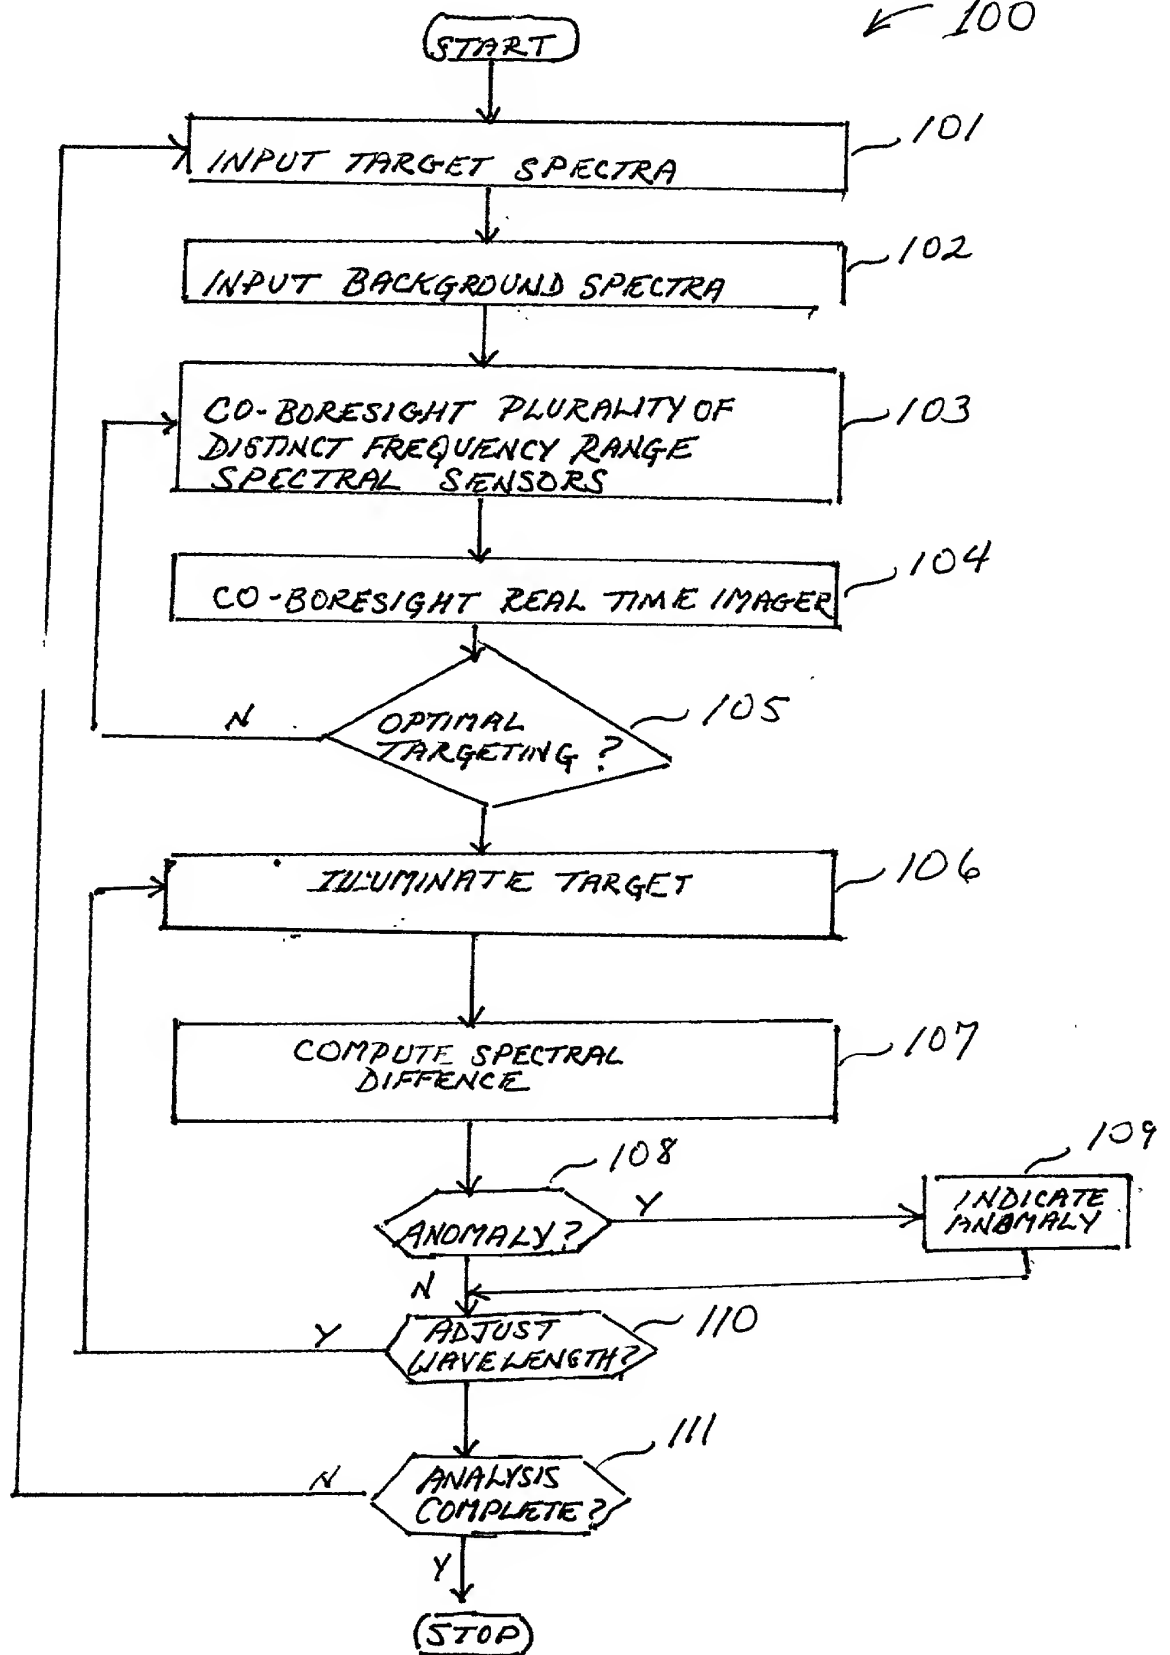 100
START
101
INPUT TARGET SPECTRA
102
INPUT BACKGROUND SPECTRA
103
CO-BORESIGHT PLURALITY OF
DISTINCT FREQUENCY RANGE
SPECTRAL SENSORS
104
CO-BORESIGHT REAL TIME IMAGER
105
N
OPTIMAL
TARGETING ?
106
ILLUMINATE TARGET
107
COMPUTE SPECTRAL
DIFFENCE
108
109
Y
INDICATE
ANOMALY
ANOMALY?
N
110
Y
ADJUST
WAVELENGTH?
111
N
ANALYSIS
COMPLETE?
Y
STOP